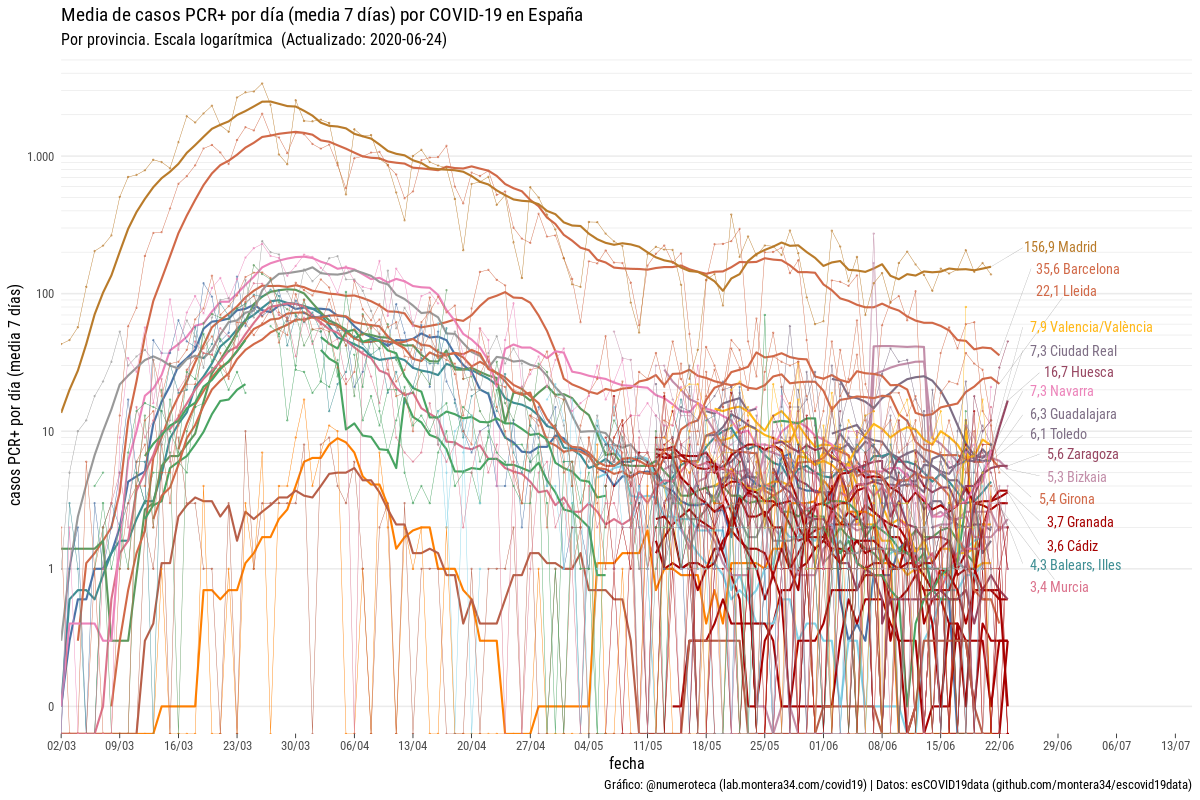 Media de casos PCR+ por día (media 7 días) por COVID-19 en España
Por provincia. Escala logarítmica (Actualizado: 2020-06-24)
casos PCR+ por día (media 7 días)
1.000
100
10
1
0
156,9 Madrid
35,6 Barcelona
22,1 Lleida
7,9 Valencia/València
7,3 Ciudad Real
16,7 Huesca
7,3 Navarra
6,3 Guadalajara
6,1 Toledo
5,6 Zaragoza
5,3 Bizkaia
5,4 Girona
3,7 Granada
3,6 Cádiz
4,3 Balears, Illes
3,4 Murcia
02/03 09/03 16/03 23/03 30/03 06/04 13/04 20/04 27/04 04/05 11/05 18/05 25/05 01/06 08/06 15/06 22/06 29/06 06/07 13/07
fecha
Gráfico: @numeroteca (lab.montera34.com/covid19) | Datos: esCOVID19data (github.com/montera34/escovid19data)